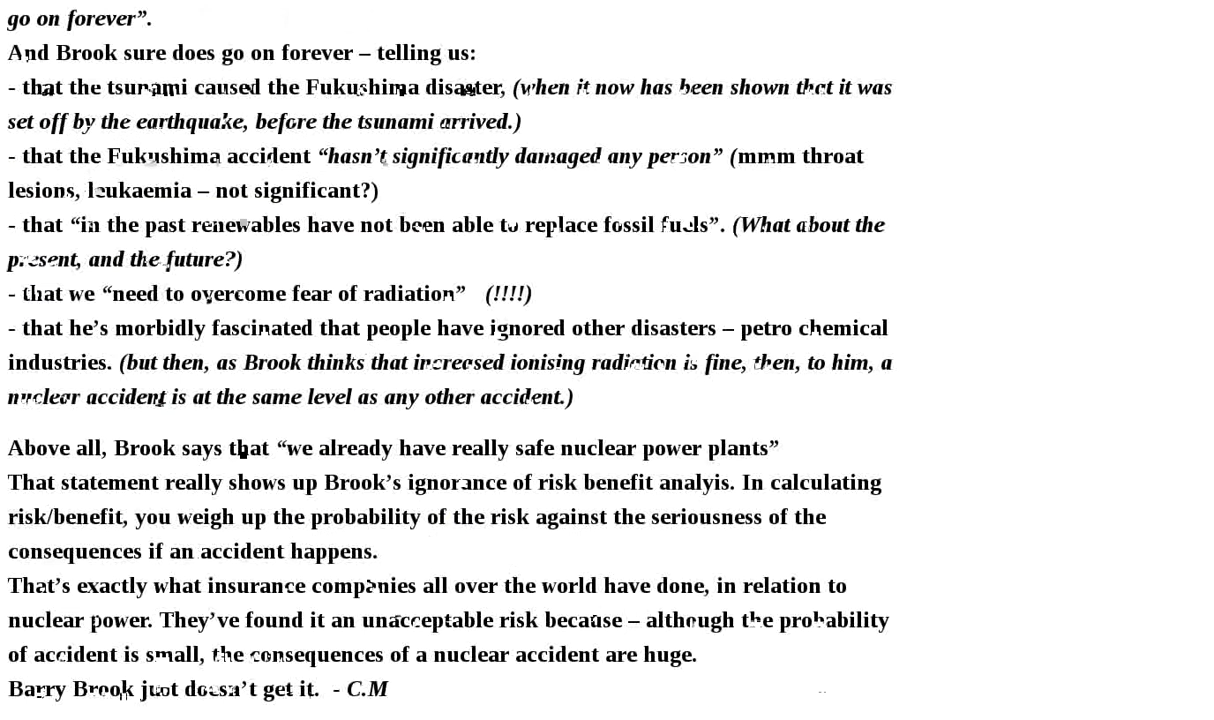 go on forever”.
And Brook sure does go on forever – telling us:
- that the tsunami caused the Fukushima disaster, (when it now has been shown that it was
set off by the earthquake, before the tsunami arrived.)
- that the Fukushima accident “hasn’t significantly damaged any person” (mmm throat
lesions, leukaemia – not significant?)
- that “in the past renewables have not been able to replace fossil fuels”. (What about the
present, and the future?)
- that we “need to overcome fear of radiation” (!!!!)
- that he’s morbidly fascinated that people have ignored other disasters – petro chemical
industries. (but then, as Brook thinks that increased ionising radiation is fine, then, to him, a
nuclear accident is at the same level as any other accident.)
Above all, Brook says that “we already have really safe nuclear power plants”
That statement really shows up Brook’s ignorance of risk benefit analyis. In calculating
risk/benefit, you weigh up the probability of the risk against the seriousness of the
consequences if an accident happens.
That’s exactly what insurance companies all over the world have done, in relation to
nuclear power. They’ve found it an unacceptable risk because – although the probability
of accident is small, the consequences of a nuclear accident are huge.
Barry Brook just doesn’t get it. - C.M